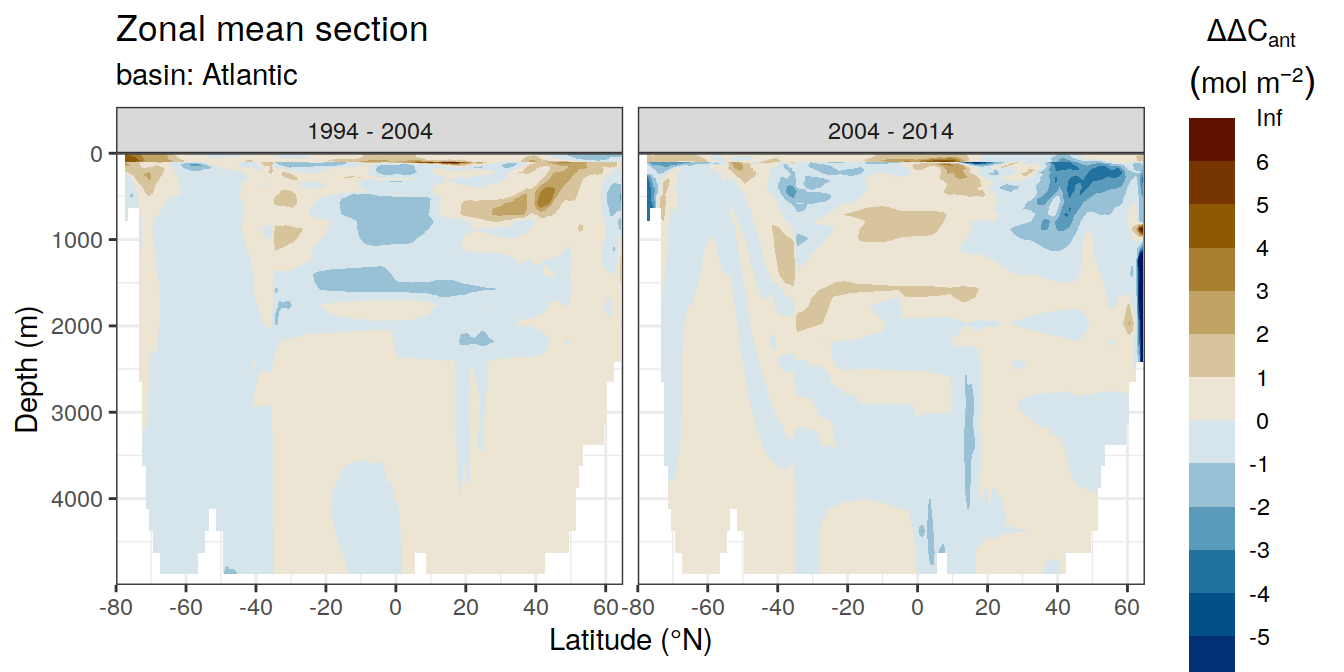 Zonal mean section
basin: Atlantic
1994 - 2004
2004 - 2014
0
1000
2000
3000
4000
Depth (m)
-80 -60 -40 -20 0 20 40 60
-80 -60 -40 -20 0 20 40 60
Latitude (°N)
ΔΔCant
(mol m−2)
Inf
6
5
4
3
2
1
0
-1
-2
-3
-4
-5